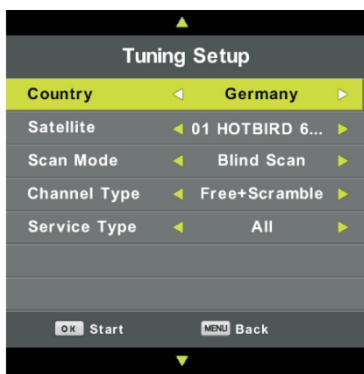 Tuning Setup
Country Germany
Satellite 01 HOTBIRD 6...
Scan Mode Blind Scan
Channel Type Free+Scramble
Service Type All
OK Start MENU Back